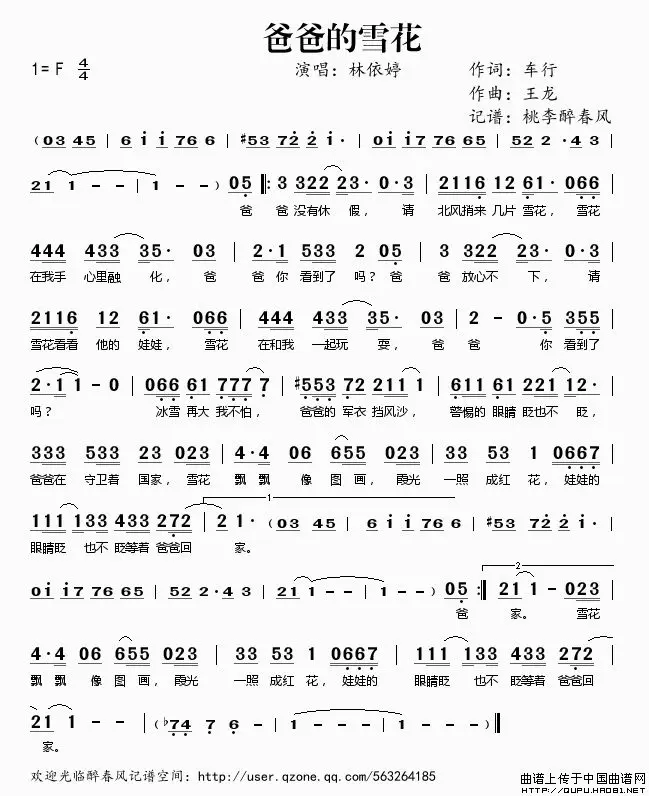 爸爸的雪花
1=F 4/4 演唱：林依婷 作词：车行
作曲：王龙
记谱：桃李醉春风
(03 45 | 6 i i 76 6 | #53 72 2 i· | 0i i7 76 65 | 52 2·4 3 |
21 1 - - | 1 - - ) 05 |: 3 322 23· 0·3 | 2116 12 61· 066 |
爸 爸 没有休 假， 请 北风捎来 几片 雪花， 雪花
444 433 35· 03 | 2·1 533 2 05 | 3 322 23· 0·3 |
在我手 心里融 化， 爸 爸 你 看到了 吗？ 爸 爸 放心不 下， 请
2116 12 61· 066 | 444 433 35· 03 | 2 - 0·5 355 |
雪花看看 他的 娃娃， 雪花 在和我 一起玩 耍， 爸 爸 你 看到了
2·1 1 - 0 | 066 61 777 7 | #553 72 211 1 | 611 61 221 12· |
吗？ 冰雪 再大 我不怕， 爸爸的 军衣 挡风沙， 警惕的 眼睛 眨也不 眨，
333 533 23 023 | 4·4 06 655 023 | 33 53 1 0667 |
爸爸在 守卫着 国家， 雪花 飘飘 像 图 画， 霞光 一照 成红 花， 娃娃的
111 133 433 272 | 2 1· (03 45 | 6 i i 76 6 | #53 72 2 i· |
1
眼睛眨 也不 眨等着 爸爸回 家。
0i i7 76 65 | 52 2·4 3 | 21 1 - - | 1 - - ) 05 :| 21 1 - 023 |
2
爸 家。 雪花
4·4 06 655 023 | 33 53 1 0667 | 111 133 433 272 |
飘飘 像 图 画， 霞光 一照 成红 花， 娃娃的 眼睛眨 也不 眨等着 爸爸回
21 1 - - | (b74 7 6 - | 1 - - - | 1 - - - ) ||
家。
欢迎光临醉春风记谱空间：http://user.qzone.qq.com/563264185
曲谱上传于中国曲谱网
http://QUPU.HAO81.NET